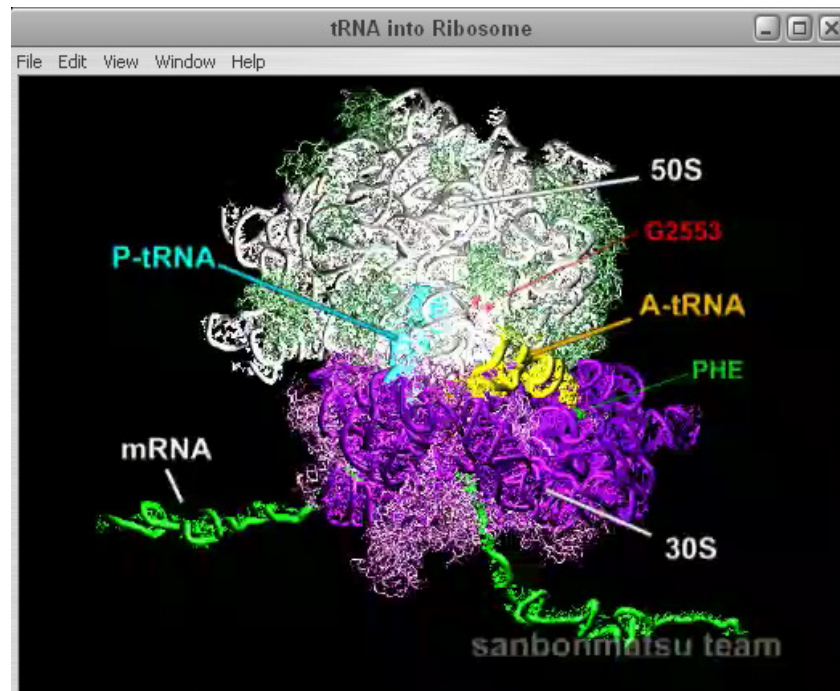 tRNA into Ribosome
File Edit View Window Help
50S
G2553
P-tRNA
A-tRNA
PHE
mRNA
30S
sanbonmatsu team